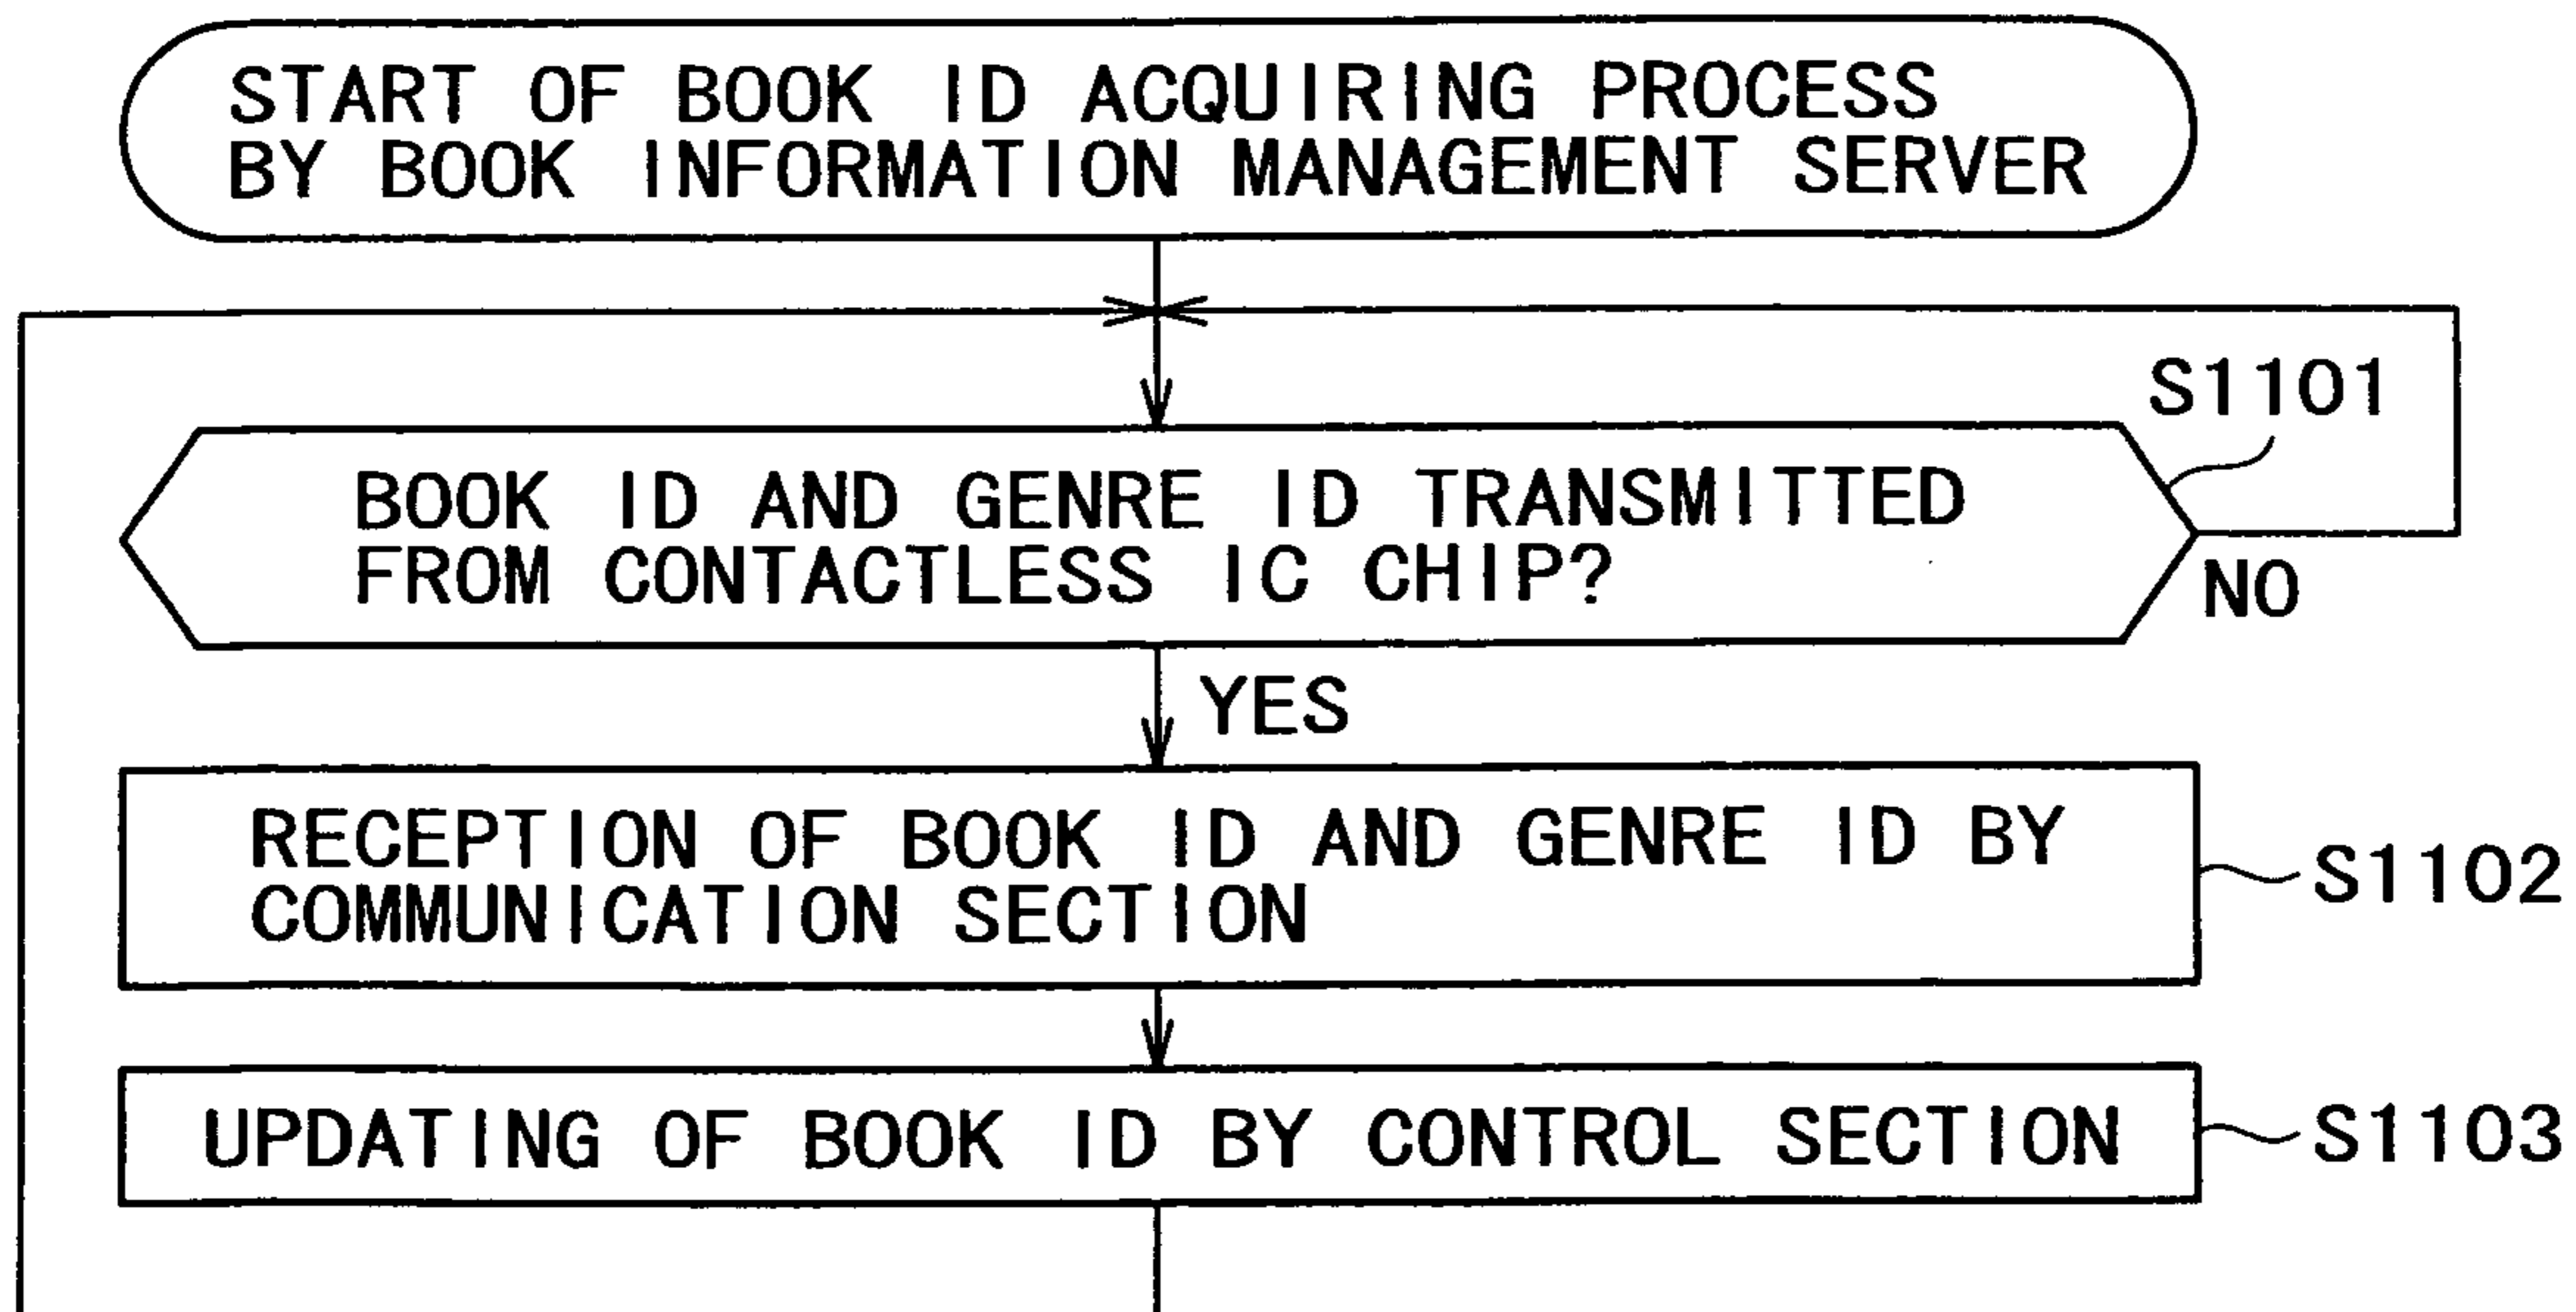 START OF BOOK ID ACQUIRING PROCESS
BY BOOK INFORMATION MANAGEMENT SERVER
S1101
BOOK ID AND GENRE ID TRANSMITTED
FROM CONTACTLESS IC CHIP?
NO
YES
RECEPTION OF BOOK ID AND GENRE ID BY
COMMUNICATION SECTION
S1102
UPDATING OF BOOK ID BY CONTROL SECTION
S1103